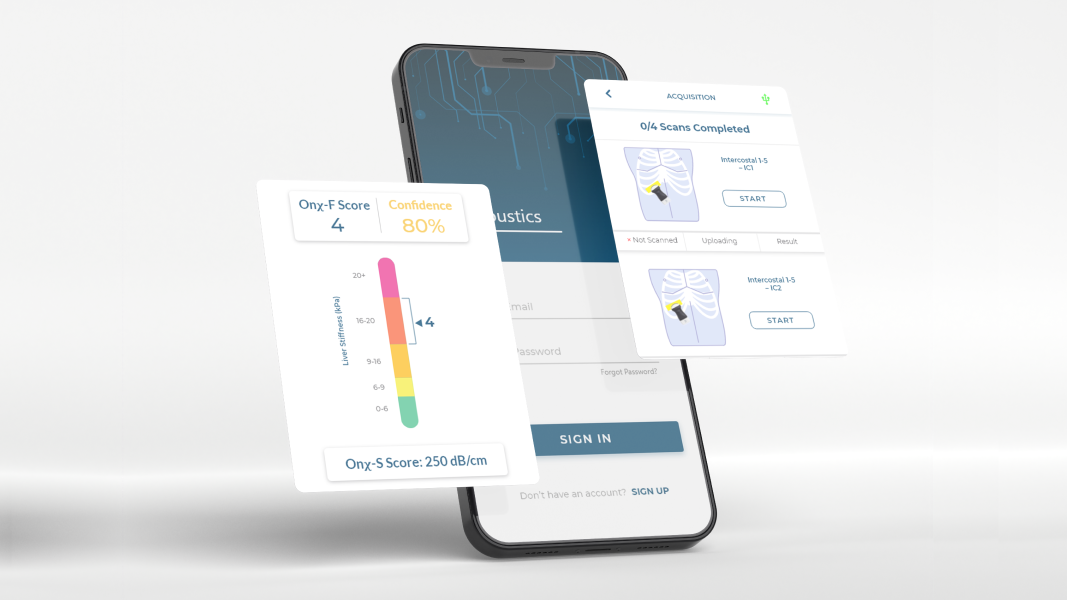 Onχ-F Score
4
Confidence
80%
20+
16-20
9-16
6-9
0-6
Liver Stiffness (kPa)
4
Onχ-S Score: 250 dB/cm
oustics
mail
Password
Forgot Password?
SIGN IN
Don't have an account? SIGN UP
ACQUISITION
0/4 Scans Completed
Intercostal 1-5
– IC1
START
× Not Scanned Uploading Result
Intercostal 1-5
– IC2
START